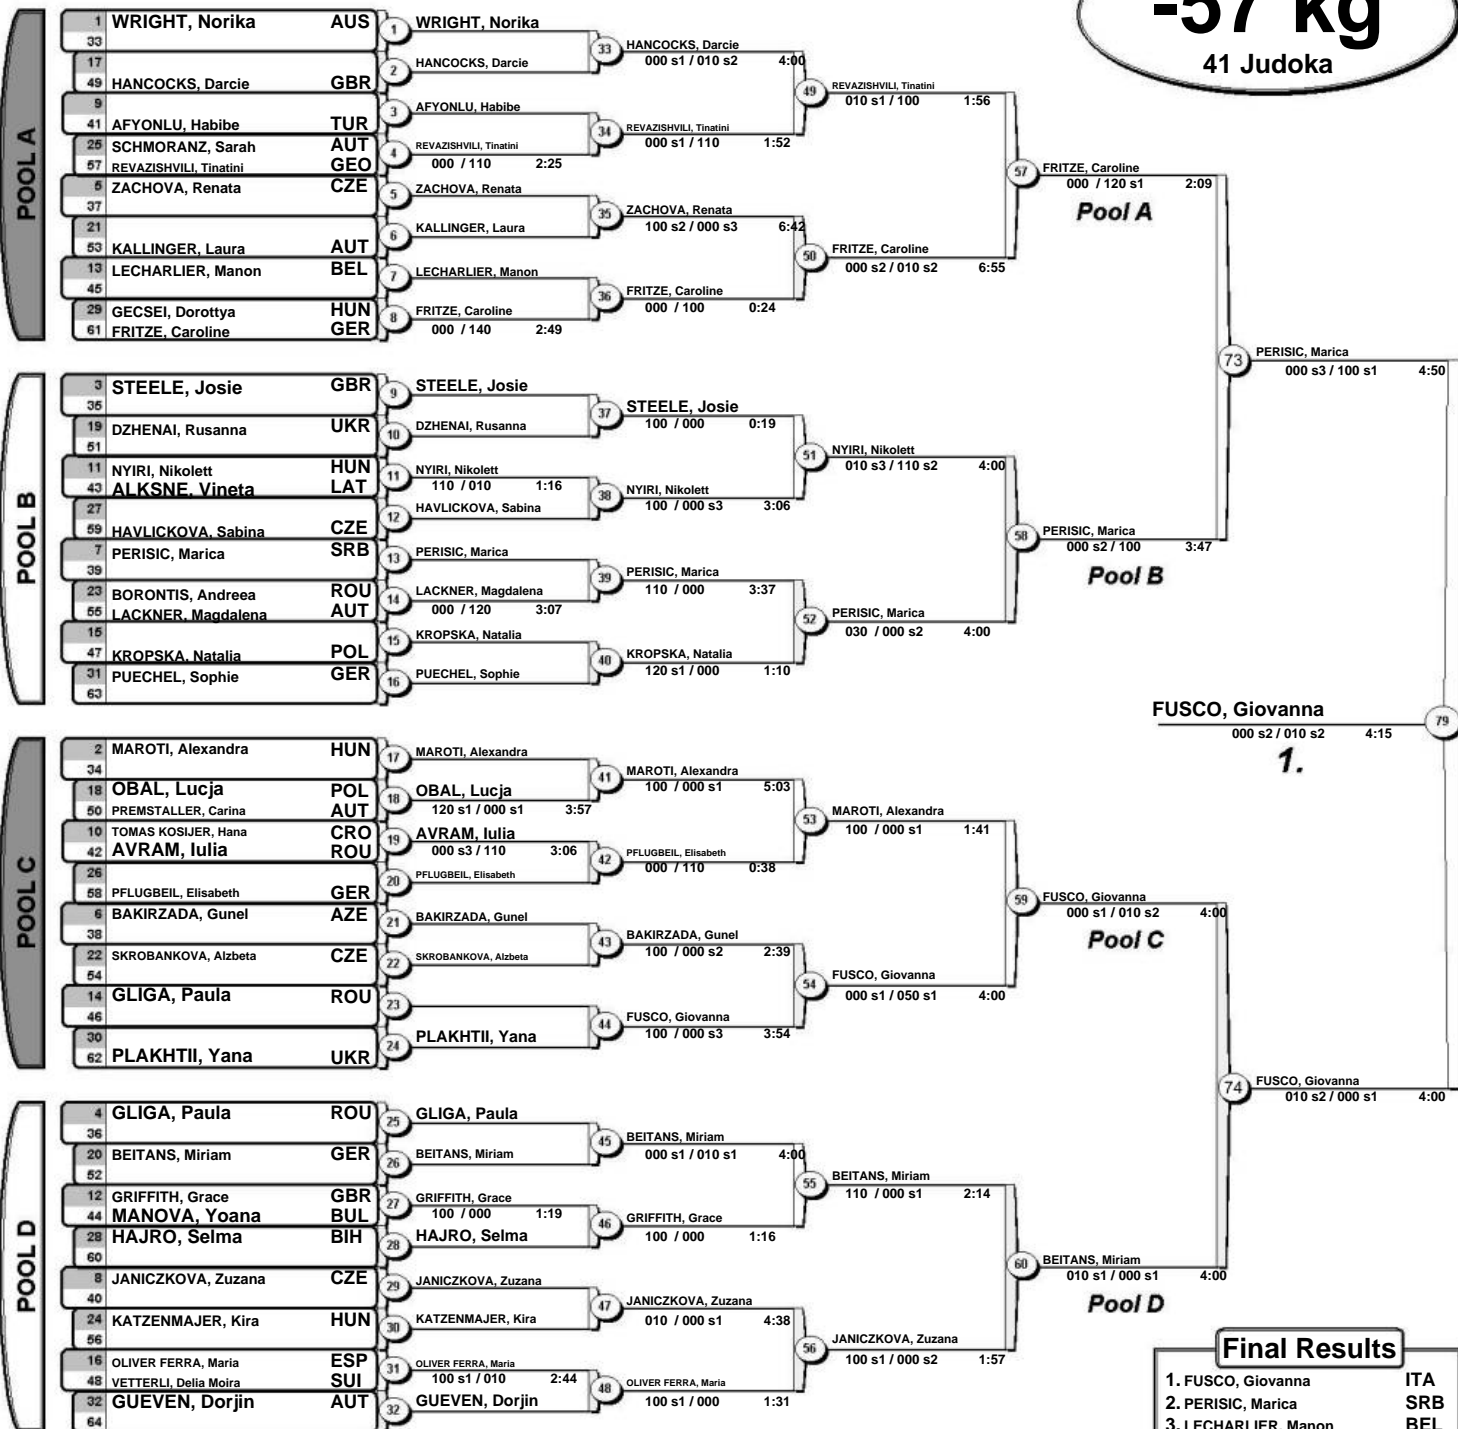 -57 kg
41 Judoka
POOL A
1 WRIGHT, Norika AUS
33
17
49 HANCOCKS, Darcie GBR
9
41 AFYONLU, Habibe TUR
25 SCHMORANZ, Sarah AUT
57 REVAZISHVILI, Tinatini GEO
5 ZACHOVA, Renata CZE
37
21
53 KALLINGER, Laura AUT
13 LECHARLIER, Manon BEL
45
29 GECSEI, Dorottya HUN
61 FRITZE, Caroline GER
1 WRIGHT, Norika
2 HANCOCKS, Darcie
3 AFYONLU, Habibe
4 REVAZISHVILI, Tinatini
000 / 110 2:25
5 ZACHOVA, Renata
6 KALLINGER, Laura
7 LECHARLIER, Manon
8 FRITZE, Caroline
000 / 140 2:49
33 HANCOCKS, Darcie
000 s1 / 010 s2 4:00
34 REVAZISHVILI, Tinatini
000 s1 / 110 1:52
35 ZACHOVA, Renata
100 s2 / 000 s3 6:42
36 FRITZE, Caroline
000 / 100 0:24
49 REVAZISHVILI, Tinatini
010 s1 / 100 1:56
50 FRITZE, Caroline
000 s2 / 010 s2 6:55
57 FRITZE, Caroline
000 / 120 s1 2:09
Pool A
POOL B
3 STEELE, Josie GBR
35
19 DZHENAI, Rusanna UKR
51
11 NYIRI, Nikolett HUN
43 ALKSNE, Vineta LAT
27
59 HAVLICKOVA, Sabina CZE
7 PERISIC, Marica SRB
39
23 BORONTIS, Andreea ROU
55 LACKNER, Magdalena AUT
15
47 KROPSKA, Natalia POL
31 PUECHEL, Sophie GER
63
9 STEELE, Josie
10 DZHENAI, Rusanna
11 NYIRI, Nikolett
110 / 010 1:16
12 HAVLICKOVA, Sabina
13 PERISIC, Marica
14 LACKNER, Magdalena
000 / 120 3:07
15 KROPSKA, Natalia
16 PUECHEL, Sophie
37 STEELE, Josie
100 / 000 0:19
38 NYIRI, Nikolett
100 / 000 s3 3:06
39 PERISIC, Marica
110 / 000 3:37
40 KROPSKA, Natalia
120 s1 / 000 1:10
51 NYIRI, Nikolett
010 s3 / 110 s2 4:00
52 PERISIC, Marica
030 / 000 s2 4:00
58 PERISIC, Marica
000 s2 / 100 3:47
Pool B
73 PERISIC, Marica
000 s3 / 100 s1 4:50
FUSCO, Giovanna 79
000 s2 / 010 s2 4:15
1.
POOL C
2 MAROTI, Alexandra HUN
34
18 OBAL, Lucja POL
50 PREMSTALLER, Carina AUT
10 TOMAS KOSIJER, Hana CRO
42 AVRAM, Iulia ROU
26
58 PFLUGBEIL, Elisabeth GER
6 BAKIRZADA, Gunel AZE
38
22 SKROBANKOVA, Alzbeta CZE
54
14 GLIGA, Paula ROU
46
30
62 PLAKHTII, Yana UKR
17 MAROTI, Alexandra
18 OBAL, Lucja
120 s1 / 000 s1 3:57
19 AVRAM, Iulia
000 s3 / 110 3:06
20 PFLUGBEIL, Elisabeth
21 BAKIRZADA, Gunel
22 SKROBANKOVA, Alzbeta
23
24 PLAKHTII, Yana
41 MAROTI, Alexandra
100 / 000 s1 5:03
42 PFLUGBEIL, Elisabeth
000 / 110 0:38
43 BAKIRZADA, Gunel
100 / 000 s2 2:39
44 FUSCO, Giovanna
100 / 000 s3 3:54
53 MAROTI, Alexandra
100 / 000 s1 1:41
54 FUSCO, Giovanna
000 s1 / 050 s1 4:00
59 FUSCO, Giovanna
000 s1 / 010 s2 4:00
Pool C
74 FUSCO, Giovanna
010 s2 / 000 s1 4:00
POOL D
4 GLIGA, Paula ROU
36
20 BEITANS, Miriam GER
52
12 GRIFFITH, Grace GBR
44 MANOVA, Yoana BUL
28 HAJRO, Selma BIH
60
8 JANICZKOVA, Zuzana CZE
40
24 KATZENMAJER, Kira HUN
56
16 OLIVER FERRA, Maria ESP
48 VETTERLI, Delia Moira SUI
32 GUEVEN, Dorjin AUT
64
25 GLIGA, Paula
26 BEITANS, Miriam
27 GRIFFITH, Grace
100 / 000 1:19
28 HAJRO, Selma
29 JANICZKOVA, Zuzana
30 KATZENMAJER, Kira
31 OLIVER FERRA, Maria
100 s1 / 010 2:44
32 GUEVEN, Dorjin
45 BEITANS, Miriam
000 s1 / 010 s1 4:00
46 GRIFFITH, Grace
100 / 000 1:16
47 JANICZKOVA, Zuzana
010 / 000 s1 4:38
48 OLIVER FERRA, Maria
100 s1 / 000 1:31
55 BEITANS, Miriam
110 / 000 s1 2:14
56 JANICZKOVA, Zuzana
100 s1 / 000 s2 1:57
60 BEITANS, Miriam
010 s1 / 000 s1 4:00
Pool D
Final Results
1. FUSCO, Giovanna ITA
2. PERISIC, Marica SRB
3. LECHARLIER, Manon BEL